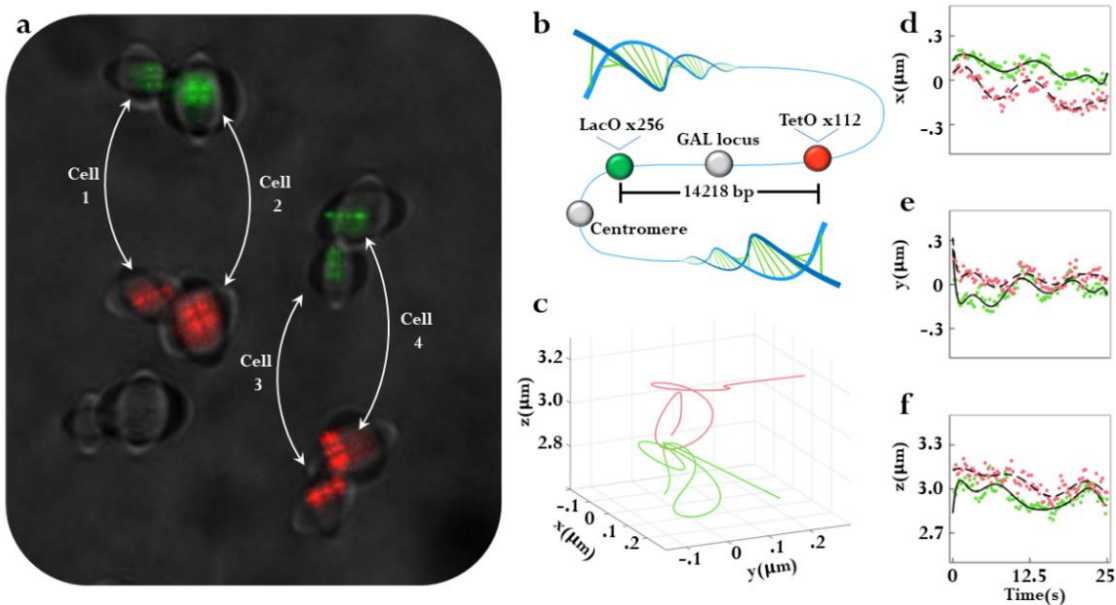 a
Cell
1
Cell
2
Cell
3
Cell
4
b
LacO x256
GAL locus
TetO x112
14218 bp
Centromere
c
z(μm)
3.2
2.8
2.8
-.1
0
.1
.2
x(μm)
-.1
0
.1
.2
y(μm)
d
x(μm)
.3
0
-.3
e
y(μm)
.3
0
-.3
f
z(μm)
3.3
3.0
2.7
0
12.5
25
Time(s)